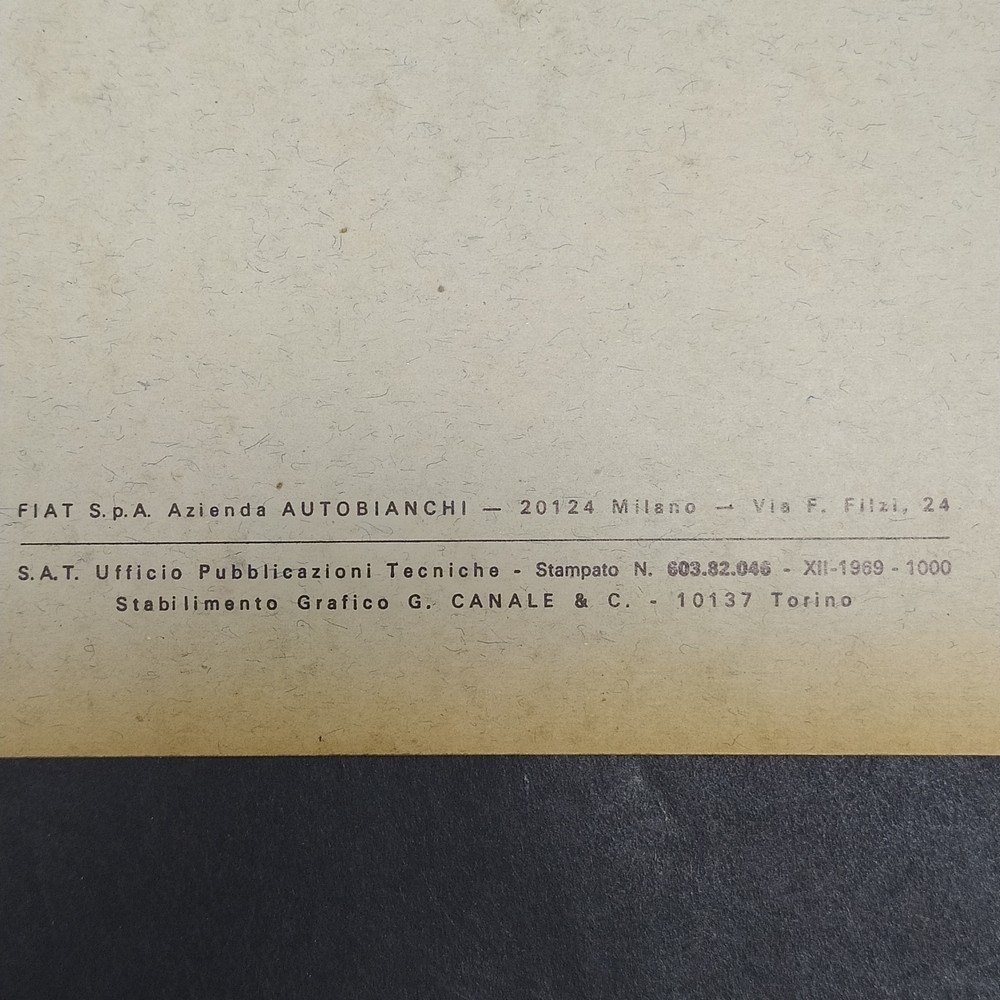 FIAT S.p.A. Azienda AUTOBIANCHI — 20124 Milano — Via F. Filzi, 24
S.A.T. Ufficio Pubblicazioni Tecniche - Stampato N. 603.82.046 - XII-1969 - 1000
Stabilimento Grafico G. CANALE & C. - 10137 Torino